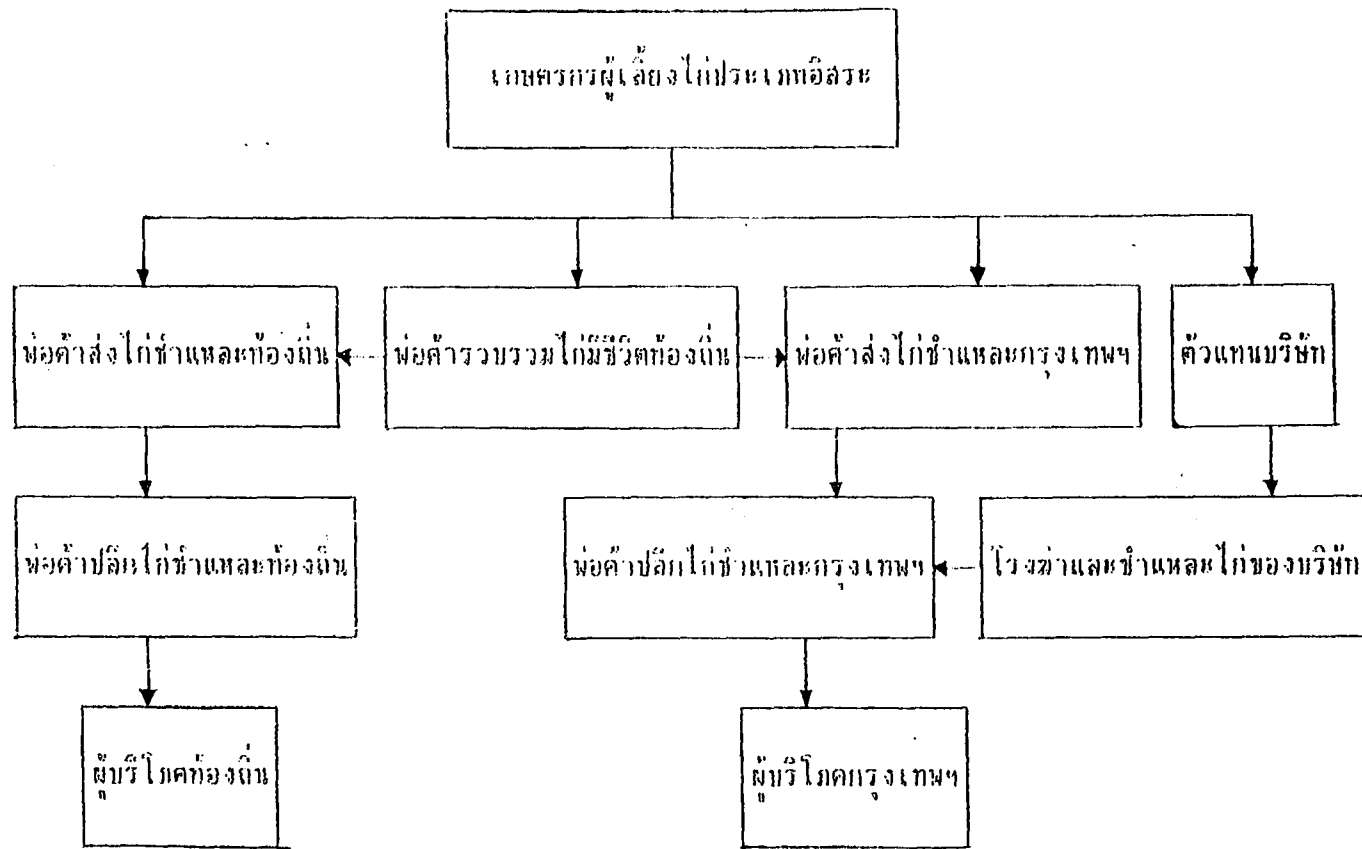 เกษตรกรผู้เลี้ยงไก่ประเภทอิสระ
พ่อค้าส่งไก่ชำแหละท้องถิ่น
พ่อค้ารวบรวมไก่มีชีวิตท้องถิ่น
พ่อค้าส่งไก่ชำแหละกรุงเทพฯ
ตัวแทนบริษัท
พ่อค้าปลีกไก่ชำแหละท้องถิ่น
พ่อค้าปลีกไก่ชำแหละกรุงเทพฯ
โรงฆ่าและชำแหละไก่ของบริษัท
ผู้บริโภคท้องถิ่น
ผู้บริโภคกรุงเทพฯ